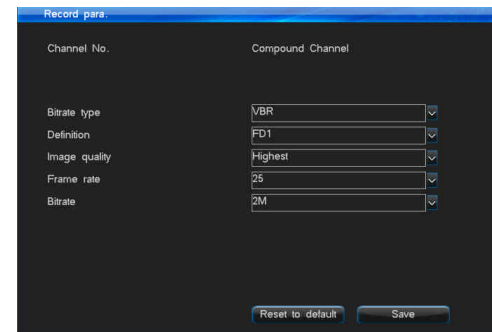 Record para.
Channel No. Compound Channel
Bitrate type VBR
Definition FD1
Image quality Highest
Frame rate 25
Bitrate 2M
Reset to default Save